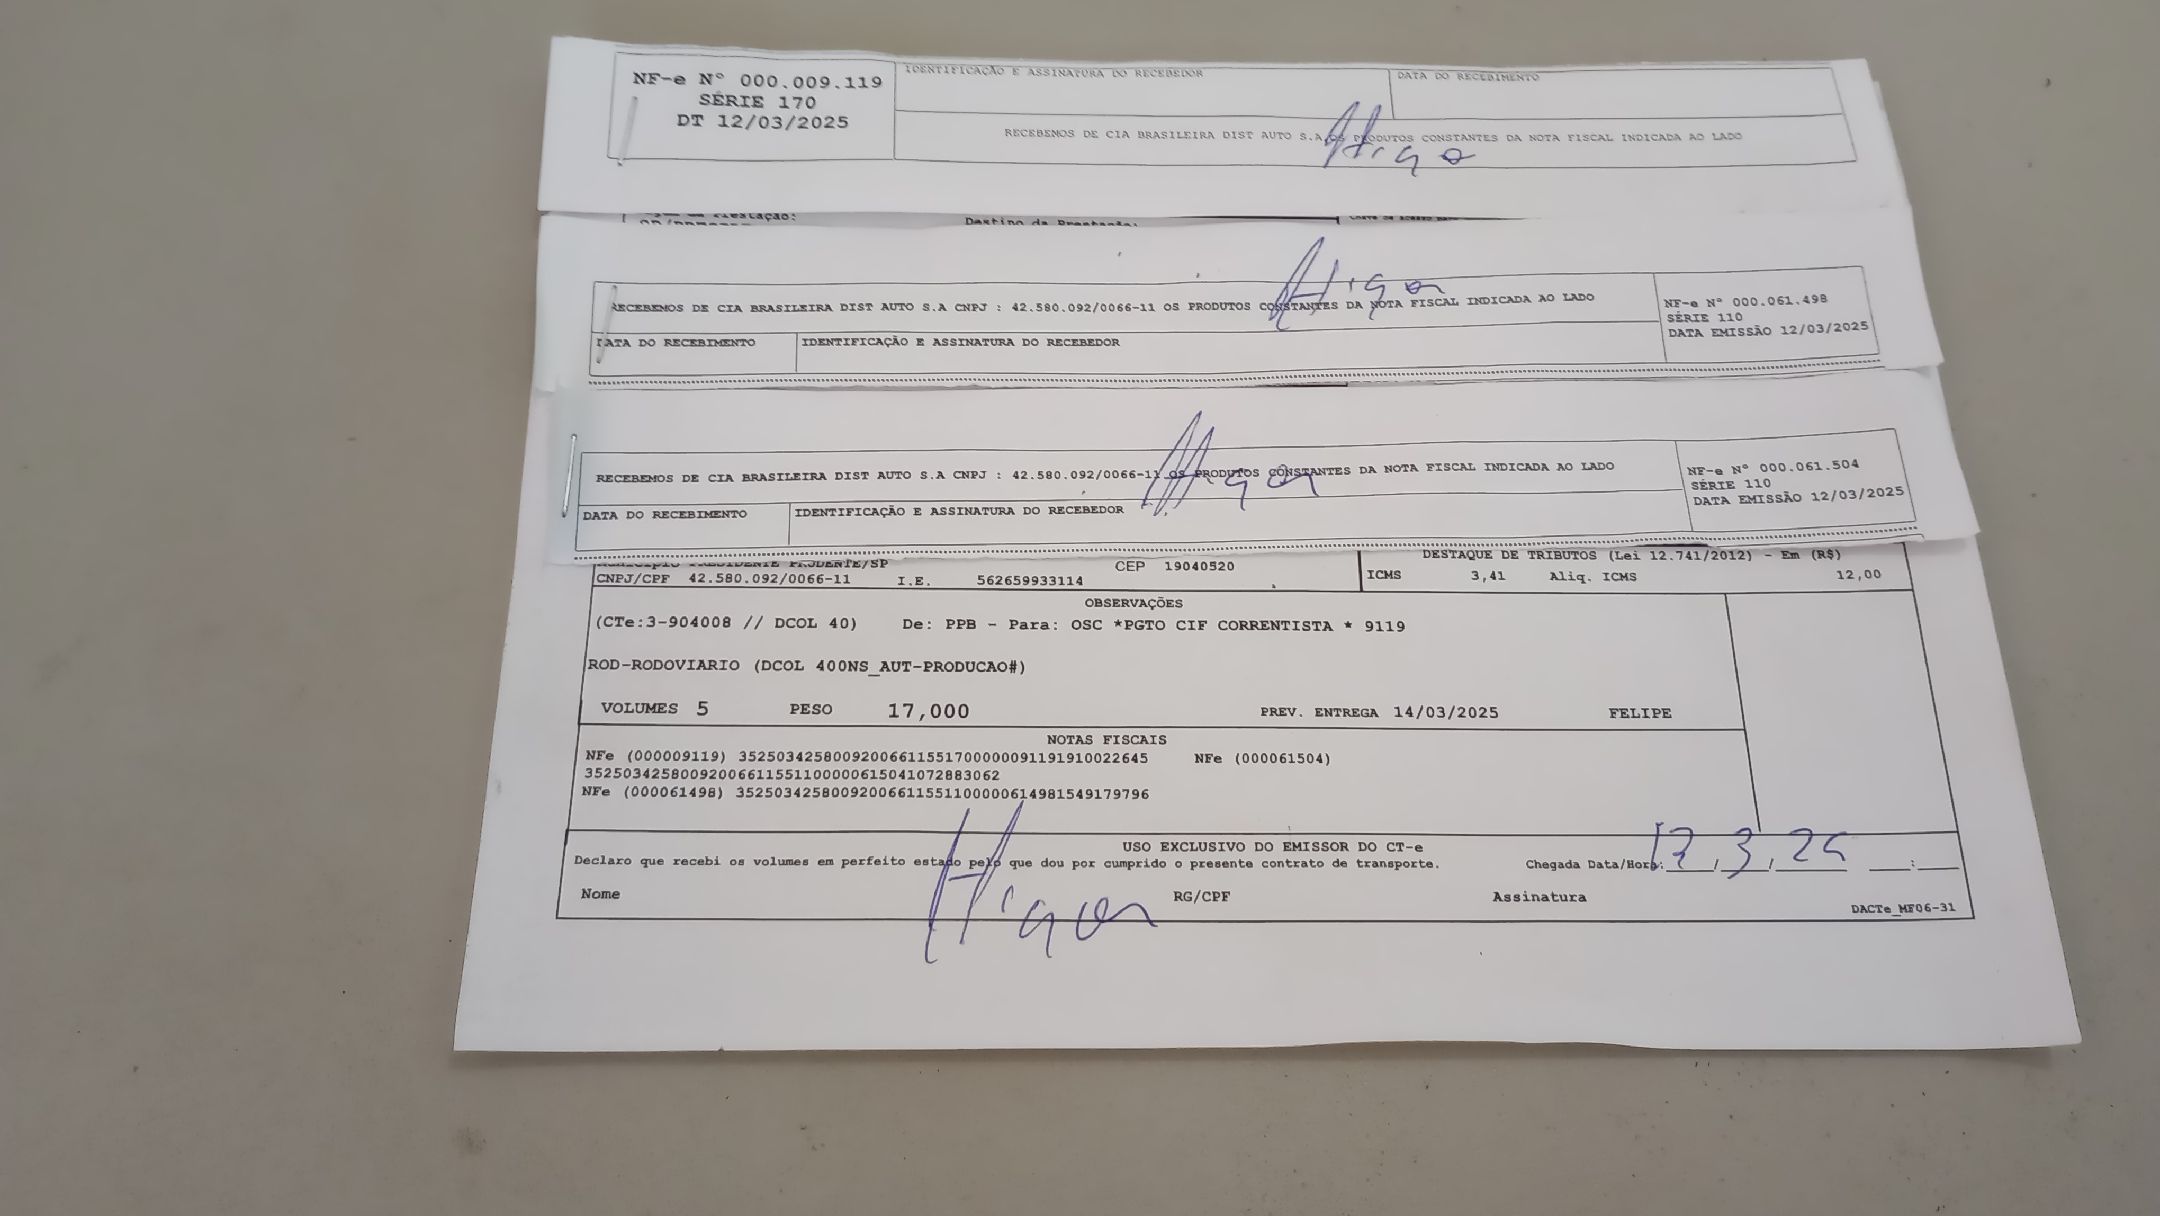 NF-e Nº 000.009.119
SÉRIE 170
DT 12/03/2025
IDENTIFICAÇÃO E ASSINATURA DO RECEBEDOR
DATA DO RECEBIMENTO
RECEBEMOS DE CIA BRASILEIRA DIST AUTO S.A OS PRODUTOS CONSTANTES DA NOTA FISCAL INDICADA AO LADO
Destino da Prestação:
RECEBEMOS DE CIA BRASILEIRA DIST AUTO S.A CNPJ : 42.580.092/0066-11 OS PRODUTOS CONSTANTES DA NOTA FISCAL INDICADA AO LADO
DATA DO RECEBIMENTO
IDENTIFICAÇÃO E ASSINATURA DO RECEBEDOR
NF-e Nº 000.061.498
SÉRIE 110
DATA EMISSÃO 12/03/2025
RECEBEMOS DE CIA BRASILEIRA DIST AUTO S.A CNPJ : 42.580.092/0066-11 OS PRODUTOS CONSTANTES DA NOTA FISCAL INDICADA AO LADO
DATA DO RECEBIMENTO
IDENTIFICAÇÃO E ASSINATURA DO RECEBEDOR
NF-e Nº 000.061.504
SÉRIE 110
DATA EMISSÃO 12/03/2025
PRESIDENTE PRUDENTE/SP CEP 19040520
CNPJ/CPF 42.580.092/0066-11 I.E. 562659933114
DESTAQUE DE TRIBUTOS (Lei 12.741/2012) - Em (R$)
ICMS 3,41 Aliq. ICMS 12,00
OBSERVAÇÕES
(CTe:3-904008 // DCOL 40) De: PPB - Para: OSC *PGTO CIF CORRENTISTA * 9119
ROD-RODOVIARIO (DCOL 400NS_AUT-PRODUCAO#)
VOLUMES 5 PESO 17,000 PREV. ENTREGA 14/03/2025 FELIPE
NOTAS FISCAIS
NFe (000009119) 35250342580092006611551700000091191910022645 NFe (000061504)
35250342580092006611551100000615041072883062
NFe (000061498) 35250342580092006611551100000614981549179796
USO EXCLUSIVO DO EMISSOR DO CT-e
Declaro que recebi os volumes em perfeito estado pelo que dou por cumprido o presente contrato de transporte.
Chegada Data/Hora:
Nome RG/CPF Assinatura
DACTe_MF06-31